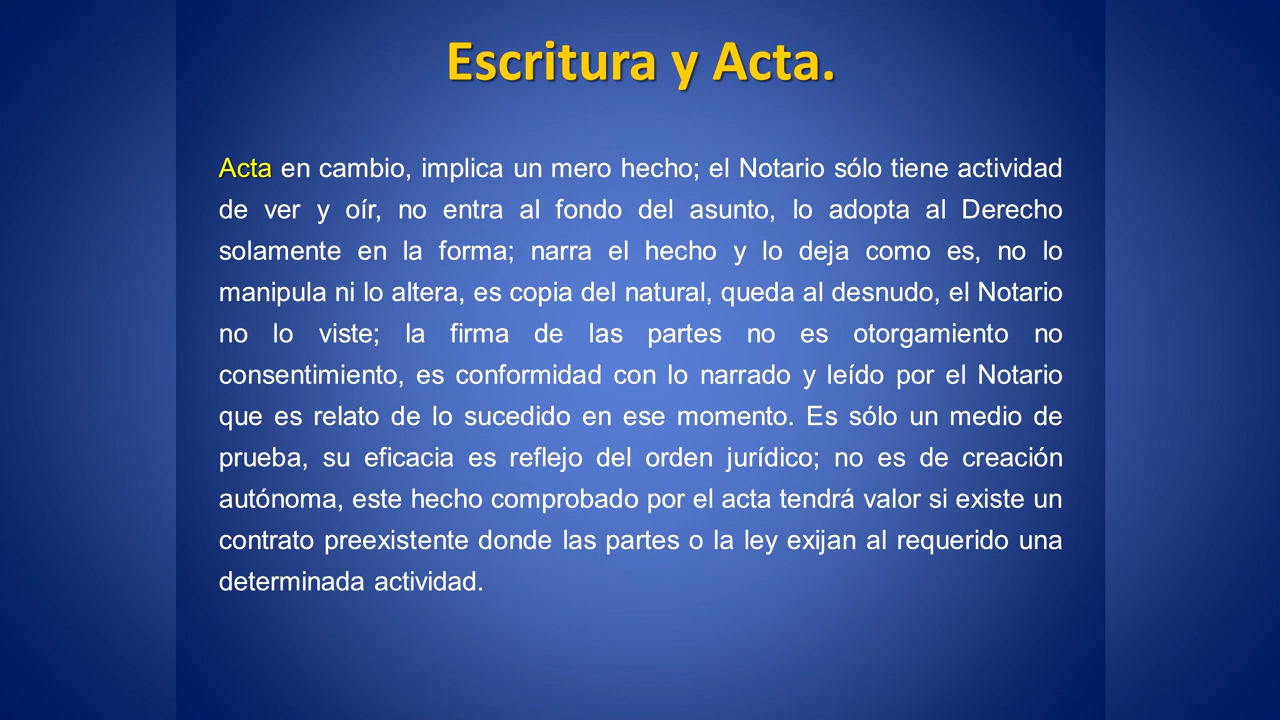 Escritura y Acta.
Acta en cambio, implica un mero hecho; el Notario sólo tiene actividad
de ver y oír, no entra al fondo del asunto, lo adopta al Derecho
solamente en la forma; narra el hecho y lo deja como es, no lo
manipula ni lo altera, es copia del natural, queda al desnudo, el Notario
no lo viste; la firma de las partes no es otorgamiento no
consentimiento, es conformidad con lo narrado y leído por el Notario
que es relato de lo sucedido en ese momento. Es sólo un medio de
prueba, su eficacia es reflejo del orden jurídico; no es de creación
autónoma, este hecho comprobado por el acta tendrá valor si existe un
contrato preexistente donde las partes o la ley exijan al requerido una
determinada actividad.